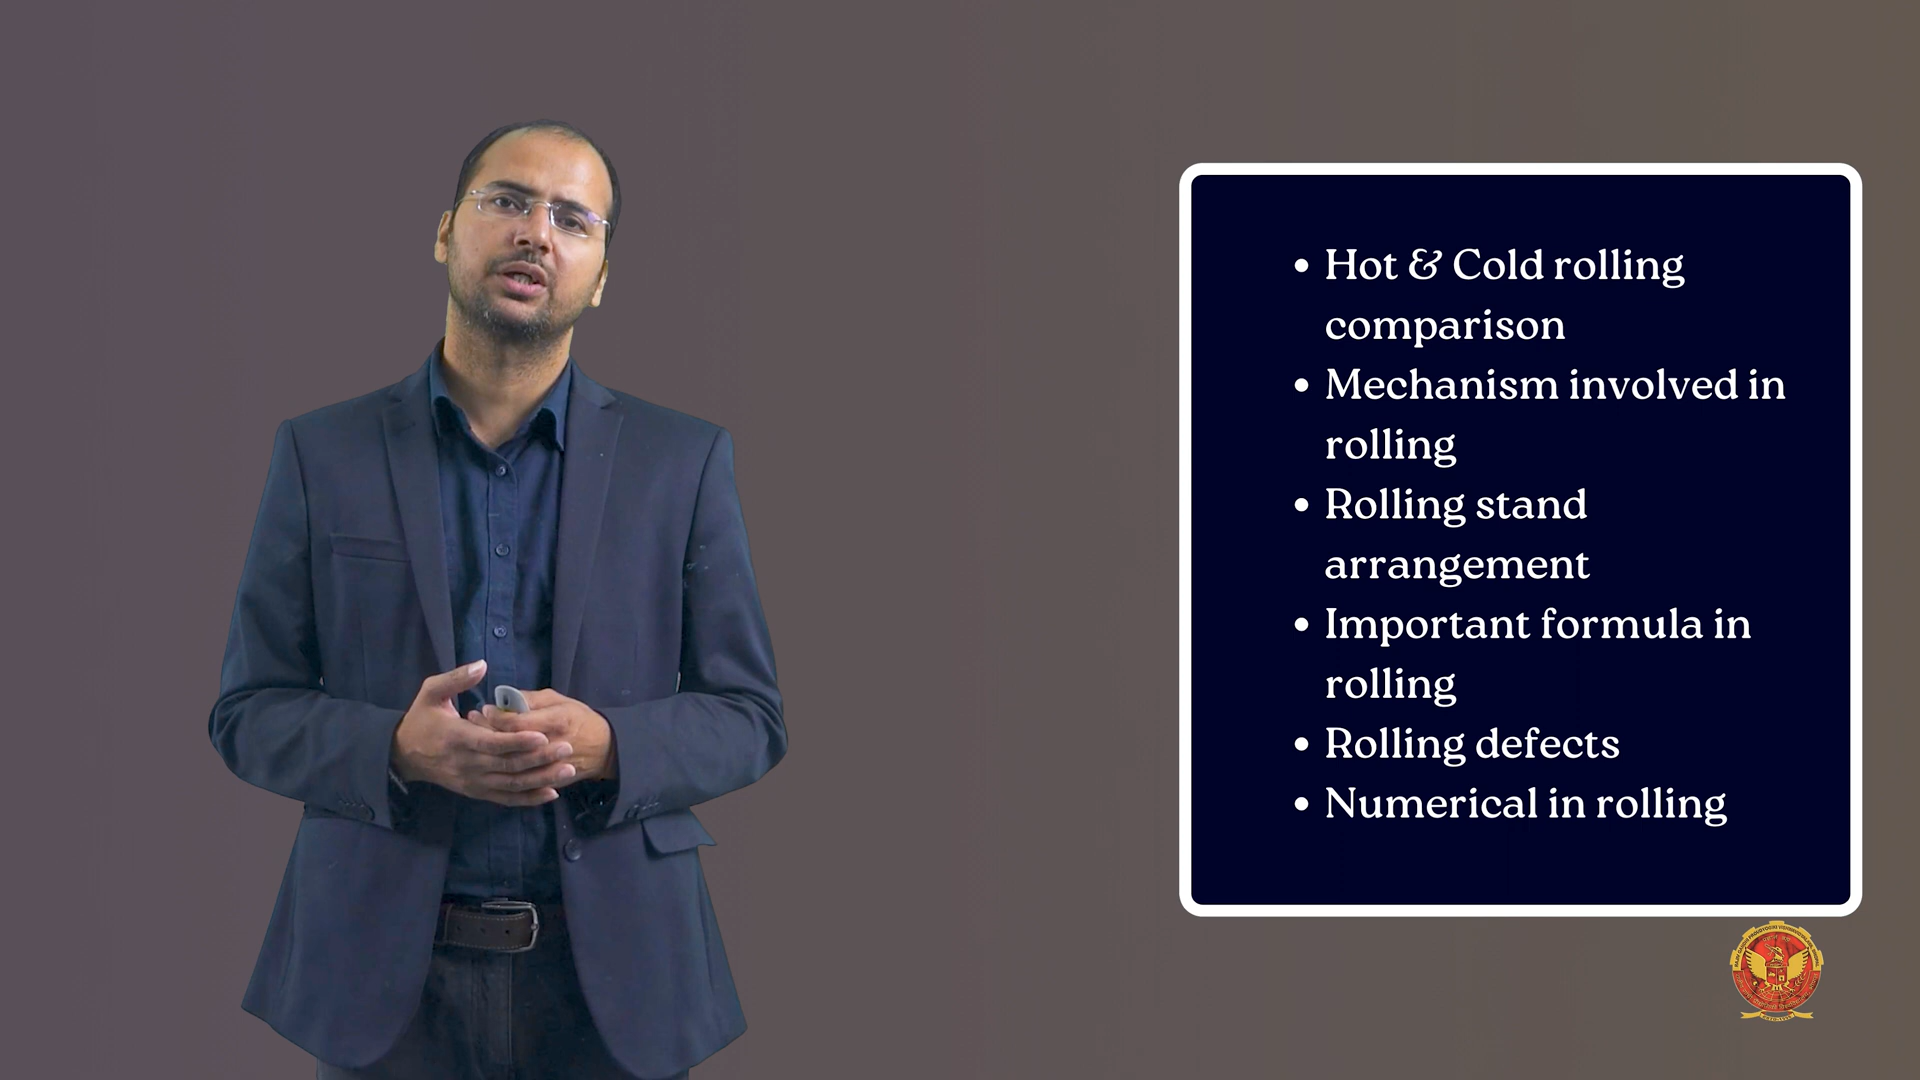 • Hot & Cold rolling
comparison
• Mechanism involved in
rolling
• Rolling stand
arrangement
• Important formula in
rolling
• Rolling defects
• Numerical in rolling